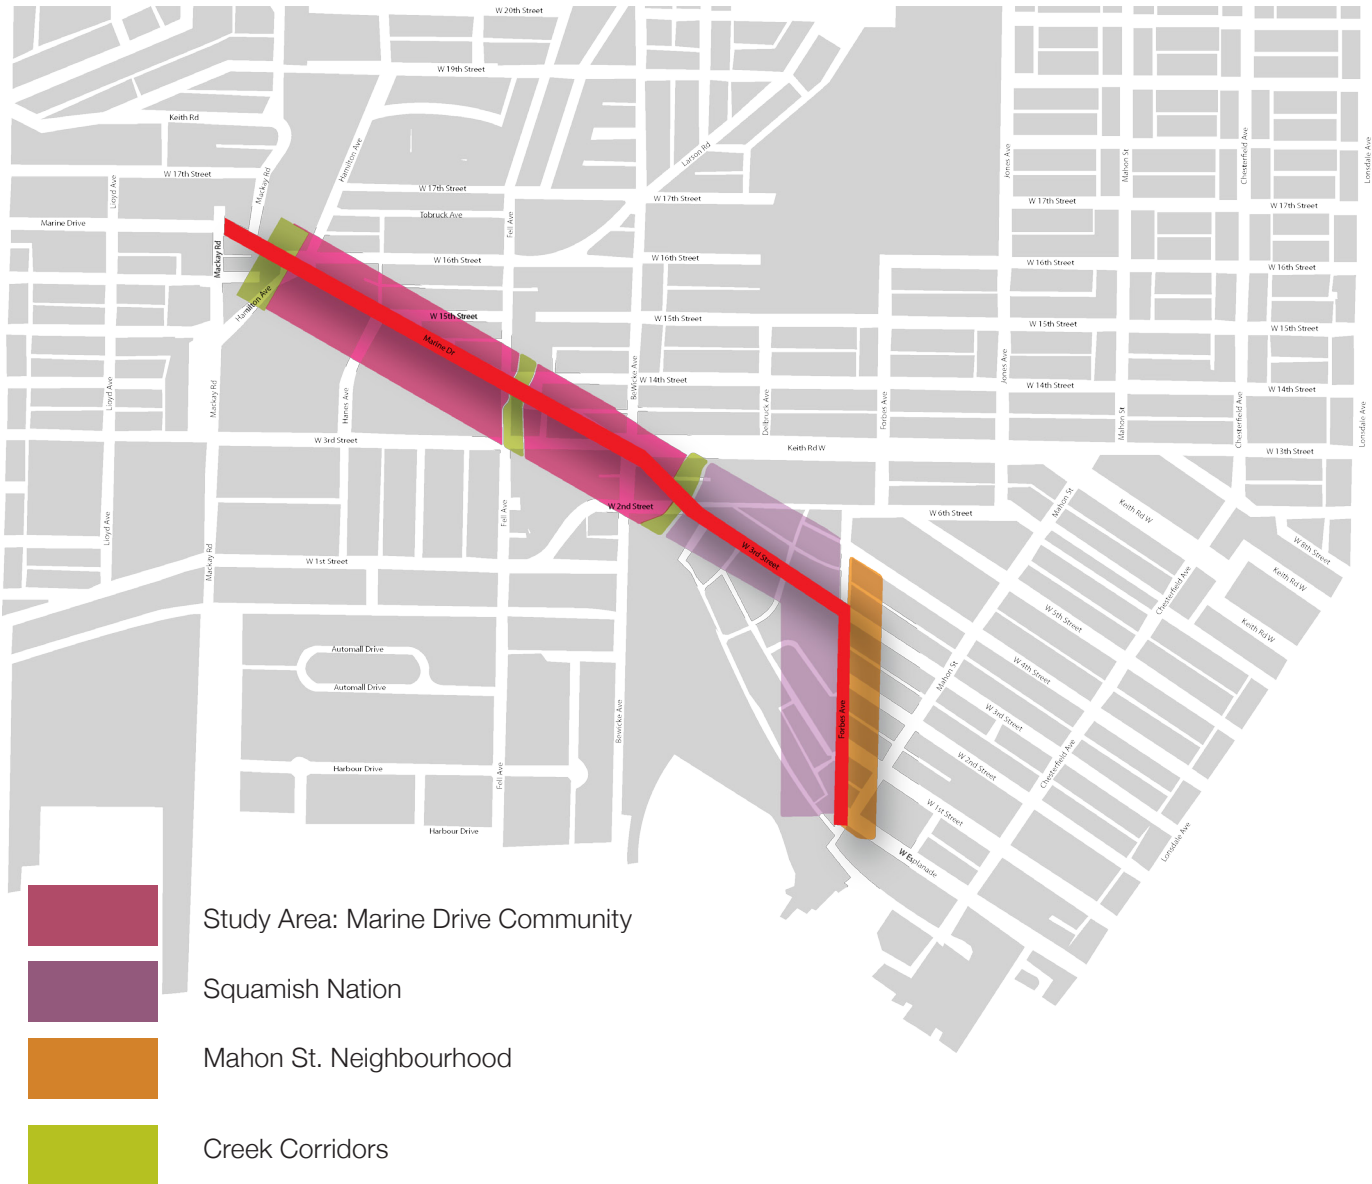 W 20th Street
W 19th Street
Keith Rd
Hamilton Ave
Larson Rd
Jones Ave
Mahon St
Chesterfield Ave
Lonsdale Ave
W 17th Street
Lloyd Ave
Mackay Rd
W 17th Street
W 17th Street
W 17th Street
W 17th Street
Marine Drive
Tobruck Ave
Fell Ave
Mackay Rd
W 16th Street
W 16th Street
W 16th Street
W 16th Street
Hamilton Ave
W 15th Street
W 15th Street
W 15th Street
W 15th Street
Marine Dr
Jones Ave
BeWicke Ave
W 14th Street
W 14th Street
W 14th Street
Lloyd Ave
Mackay Rd
Hanes Ave
Dellbruck Ave
Forbes Ave
Mahon St
Chesterfield Ave
Lonsdale Ave
W 3rd Street
Keith Rd W
W 13th Street
Lloyd Ave
Fell Ave
W 2nd Street
W 6th Street
Mahon St
Keith Rd W
W 8th Street
Mackay Rd
W 1st Street
W 3rd Street
Chesterfield Ave
Keith Rd W
W 5th Street
Keith Rd W
Automall Drive
Automall Drive
W 4th Street
Mahon St
Bewicke Ave
Forbes Ave
W 3rd Street
W 2nd Street
Chesterfield Ave
Harbour Drive
Fell Ave
W 1st Street
Harbour Drive
Lonsdale Ave
W Esplanade
Study Area: Marine Drive Community
Squamish Nation
Mahon St. Neighbourhood
Creek Corridors